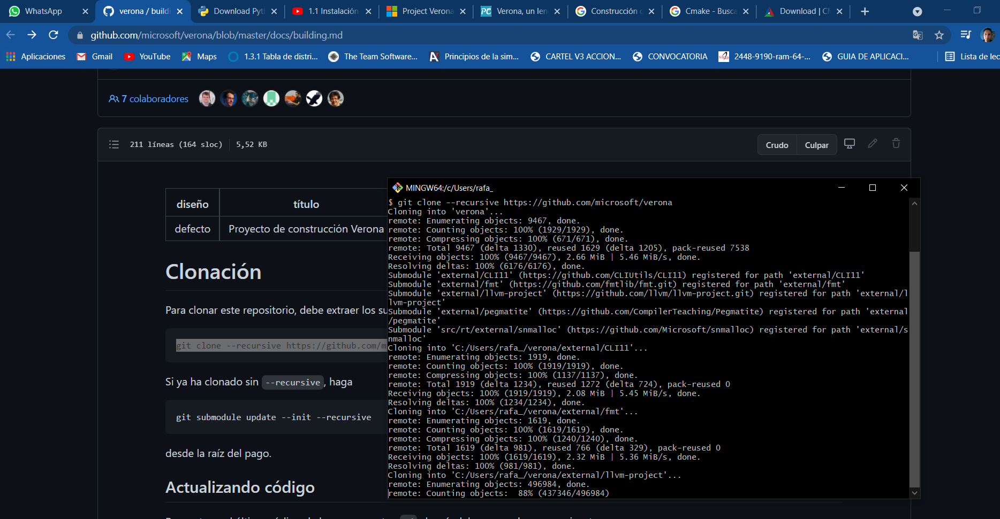 WhatsApp
verona / buildi
Download Pyth
1.1 Instalación
Project Verona
Verona, un len
Construcción
Cmake - Busca
Download | CM
github.com/microsoft/verona/blob/master/docs/building.md
Aplicaciones
Gmail
YouTube
Maps
1.3.1 Tabla de distri...
The Team Software...
Principios de la sim...
CARTEL V3 ACCION...
CONVOCATORIA
2448-9190-ram-64-...
GUIA DE APLICACI...
Lista de lec
7 colaboradores
211 líneas (164 sloc)
5,52 KB
Crudo
Culpar
diseño
título
defecto
Proyecto de construcción Verona
Clonación
Para clonar este repositorio, debe extraer los su
git clone --recursive https://github.com/m
Si ya ha clonado sin --recursive, haga
git submodule update --init --recursive
desde la raíz del pago.
Actualizando código
MINGW64:/c/Users/rafa_
$ git clone --recursive https://github.com/microsoft/verona
Cloning into 'verona'...
remote: Enumerating objects: 9467, done.
remote: Counting objects: 100% (1929/1929), done.
remote: Compressing objects: 100% (671/671), done.
remote: Total 9467 (delta 1330), reused 1629 (delta 1205), pack-reused 7538
Receiving objects: 100% (9467/9467), 2.66 MiB | 5.46 MiB/s, done.
Resolving deltas: 100% (6176/6176), done.
Submodule 'external/CLI11' (https://github.com/CLIUtils/CLI11) registered for path 'external/CLI11'
Submodule 'external/fmt' (https://github.com/fmtlib/fmt.git) registered for path 'external/fmt'
Submodule 'external/llvm-project' (https://github.com/llvm/llvm-project.git) registered for path 'external/l
lvm-project'
Submodule 'external/pegmatite' (https://github.com/CompilerTeaching/Pegmatite) registered for path 'external
/pegmatite'
Submodule 'src/rt/external/snmalloc' (https://github.com/Microsoft/snmalloc) registered for path 'external/s
nmalloc'
Cloning into 'C:/Users/rafa_/verona/external/CLI11'...
remote: Enumerating objects: 1919, done.
remote: Counting objects: 100% (1919/1919), done.
remote: Compressing objects: 100% (1137/1137), done.
remote: Total 1919 (delta 1234), reused 1272 (delta 724), pack-reused 0
Receiving objects: 100% (1919/1919), 2.08 MiB | 5.45 MiB/s, done.
Resolving deltas: 100% (1234/1234), done.
Cloning into 'C:/Users/rafa_/verona/external/fmt'...
remote: Enumerating objects: 1619, done.
remote: Counting objects: 100% (1619/1619), done.
remote: Compressing objects: 100% (1240/1240), done.
remote: Total 1619 (delta 981), reused 766 (delta 329), pack-reused 0
Receiving objects: 100% (1619/1619), 2.32 MiB | 5.36 MiB/s, done.
Resolving deltas: 100% (981/981), done.
Cloning into 'C:/Users/rafa_/verona/external/llvm-project'...
remote: Enumerating objects: 496984, done.
remote: Counting objects:  88% (437346/496984)